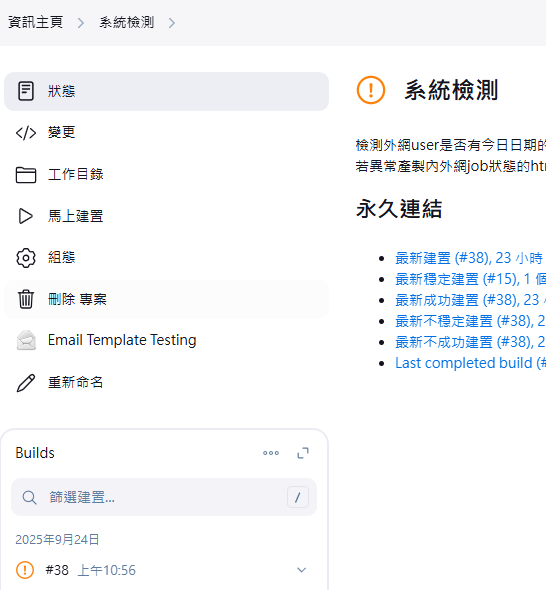 資訊主頁 系統檢測
狀態
變更
工作目錄
馬上建置
組態
刪除 專案
Email Template Testing
重新命名
Builds
篩選建置... /
2025年9月24日
#38 上午10:56
系統檢測
檢測外網user是否有今日日期的
若異常產製內外網job狀態的ht
永久連結
最新建置 (#38), 23 小時
最新穩定建置 (#15), 1 個
最新成功建置 (#38), 23
最新不穩定建置 (#38), 2
最新不成功建置 (#38), 2
Last completed build (#